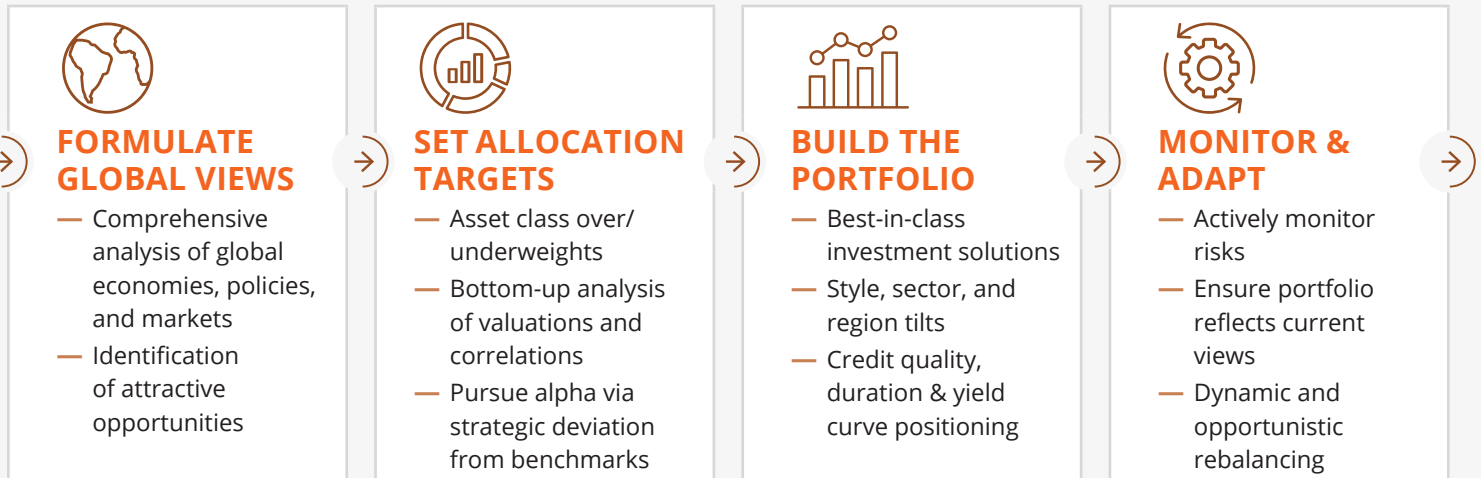 FORMULATE
GLOBAL VIEWS
— Comprehensive
analysis of global
economies, policies,
and markets
— Identification
of attractive
opportunities
SET ALLOCATION
TARGETS
— Asset class over/
underweights
— Bottom-up analysis
of valuations and
correlations
— Pursue alpha via
strategic deviation
from benchmarks
BUILD THE
PORTFOLIO
— Best-in-class
investment solutions
— Style, sector, and
region tilts
— Credit quality,
duration & yield
curve positioning
MONITOR &
ADAPT
— Actively monitor
risks
— Ensure portfolio
reflects current
views
— Dynamic and
opportunistic
rebalancing